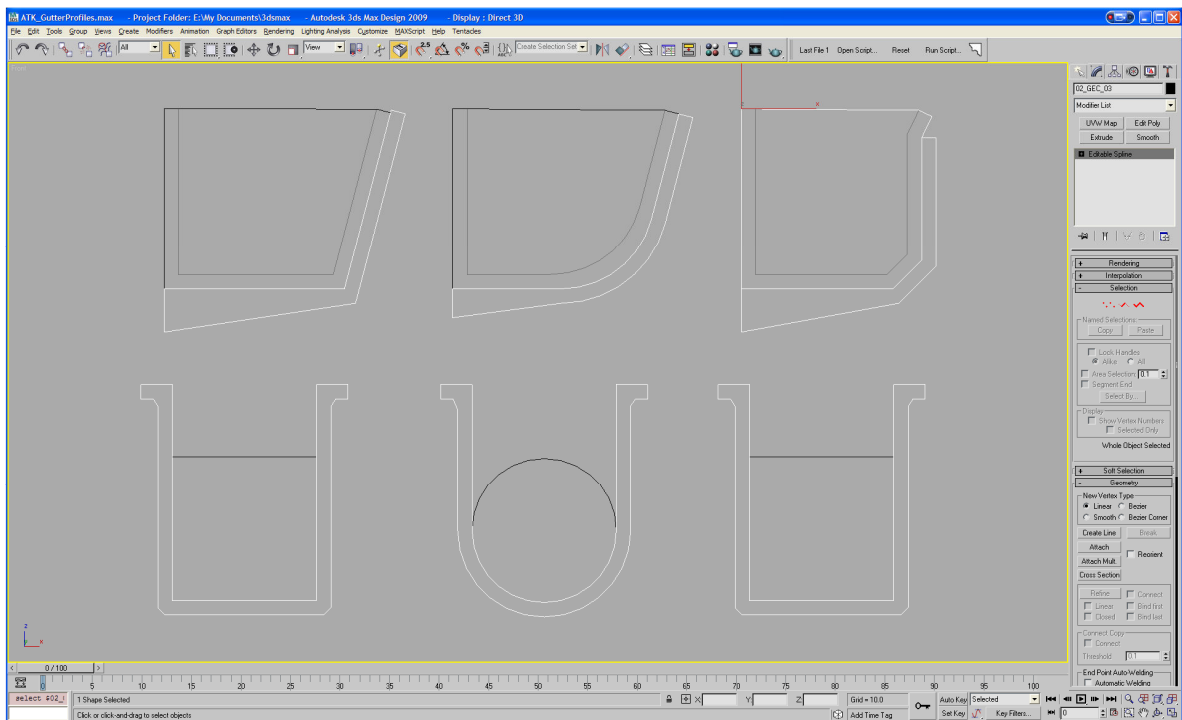 ATK_GutterProfiles.max - Project Folder: E:\My Documents\3dsmax - Autodesk 3ds Max Design 2009 - Display : Direct 3D
File Edit Tools Group Views Create Modifiers Animation Graph Editors Rendering Lighting Analysis Customize MAXScript Help Tentacles
All View 2.5 Create Selection Set Last File 1 Open Script... Reset Run Script...
02_GEC_03
Modifier List
UVW Map Edit Poly
Extrude Smooth
Editable Spline
+ Rendering
+ Interpolation
- Selection
Named Selections:
Copy Paste
Lock Handles
Alike All
Area Selection: 0.1
Segment End
Select By...
Display
Show Vertex Numbers
Selected Only
Whole Object Selected
+ Soft Selection
- Geometry
New Vertex Type
Linear Bezier
Smooth Bezier Corner
Create Line Break
Attach
Reorient
Attach Mult.
Cross Section
Refine Connect
Linear Bind first
Closed Bind last
Connect Copy
Connect
Threshold 0.1
End Point Auto-Welding
Automatic Welding
z
x
0 / 100
0 5 10 15 20 25 30 35 40 45 50 55 60 65 70 75 80 85 90 95 100
select $02_
1 Shape Selected X: Y: Z: Grid = 10.0 Auto Key Selected
Click or click-and-drag to select objects Add Time Tag Set Key Key Filters... 0